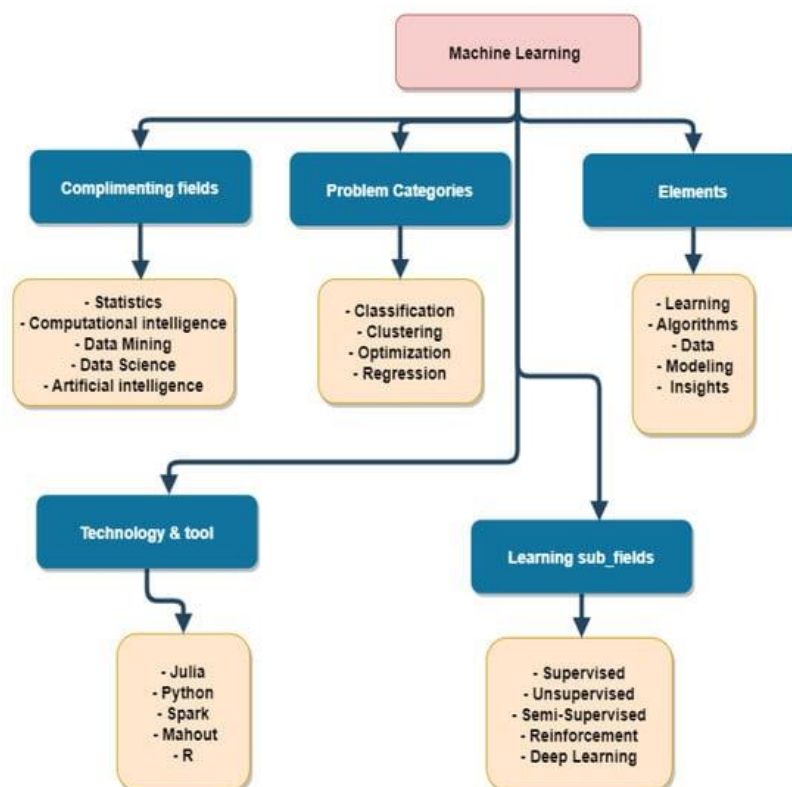 Machine Learning
Complimenting fields
Problem Categories
Elements
- Statistics
- Computational intelligence
- Data Mining
- Data Science
- Artificial intelligence
- Classification
- Clustering
- Optimization
- Regression
- Learning
- Algorithms
- Data
- Modeling
- Insights
Technology & tool
Learning sub_fields
- Julia
- Python
- Spark
- Mahout
- R
- Supervised
- Unsupervised
- Semi-Supervised
- Reinforcement
- Deep Learning